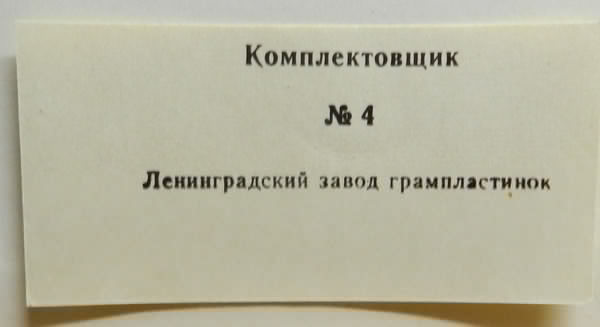 Комплектовщик
№ 4
Ленинградский завод грампластинок